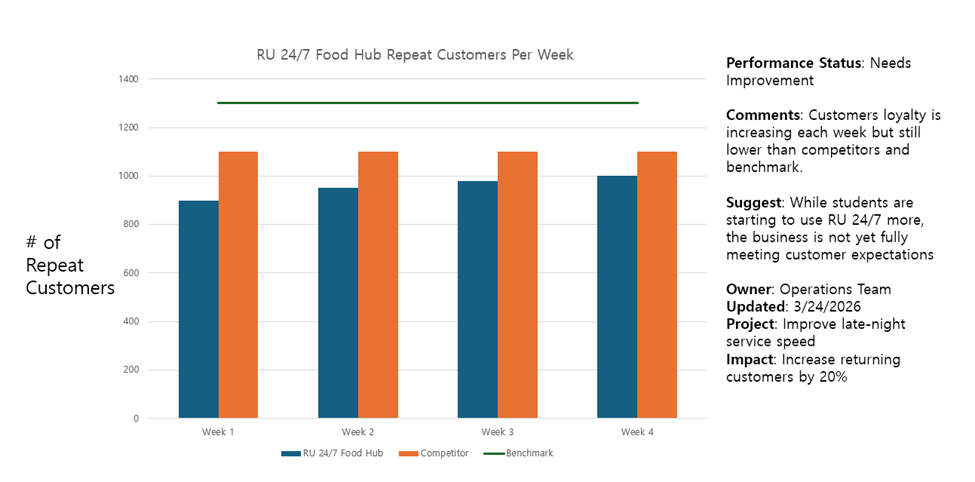 RU 24/7 Food Hub Repeat Customers Per Week
1400
1200
1000
800
600
400
200
0
# of
Repeat
Customers
Week 1
Week 2
Week 3
Week 4
RU 24/7 Food Hub
Competitor
Benchmark
Performance Status: Needs
Improvement
Comments: Customers loyalty is
increasing each week but still
lower than competitors and
benchmark.
Suggest: While students are
starting to use RU 24/7 more,
the business is not yet fully
meeting customer expectations
Owner: Operations Team
Updated: 3/24/2026
Project: Improve late-night
service speed
Impact: Increase returning
customers by 20%